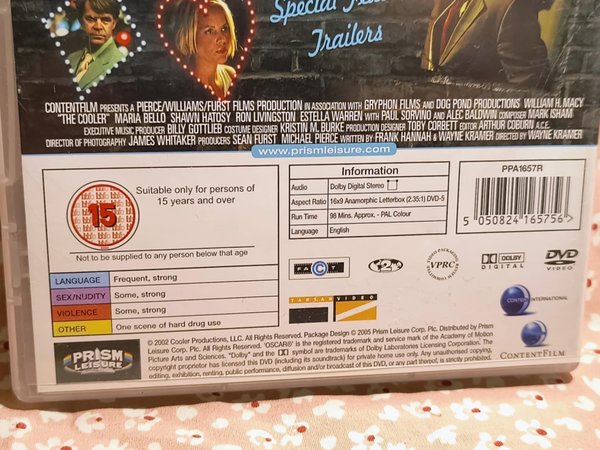 Special
Trailers
CONTENTFILM PRESENTS A PIERCE/WILLIAMS/FURST FILMS PRODUCTION IN ASSOCIATION WITH GRYPHON FILMS AND DOG POND PRODUCTIONS WILLIAM H. MACY
"THE COOLER" MARIA BELLO SHAWN HATOSY RON LIVINGSTON ESTELLA WARREN WITH PAUL SORVINO AND ALEC BALDWIN COMPOSER MARK ISHAM
EXECUTIVE MUSIC PRODUCER BILLY GOTTLIEB COSTUME DESIGNER KRISTIN M. BURKE PRODUCTION DESIGNER TOBY CORBETT EDITOR ARTHUR COBURN A.C.E.
DIRECTOR OF PHOTOGRAPHY JAMES WHITAKER PRODUCERS SEAN FURST MICHAEL PIERCE WRITTEN BY FRANK HANNAH & WAYNE KRAMER DIRECTED BY WAYNE KRAMER
www.prismleisure.com
15
Suitable only for persons of
15 years and over
Not to be supplied to any person below that age
LANGUAGE Frequent, strong
SEX/NUDITY Some, strong
VIOLENCE Some, strong
OTHER One scene of hard drug use
Information
Audio Dolby Digital Stereo
Aspect Ratio 16x9 Anamorphic Letterbox (2.35:1) DVD-5
Run Time 98 Mins. Approx. - PAL Colour
Language English
PPA1657R
5 050824 165756 >
FACT
2
VPRC
DOLBY
DIGITAL
DVD
VIDEO
TARSAN VIDEO
CONTENT INTERNATIONAL
CONTENTFILM
PRISM
LEISURE
© 2002 Cooler Productions, LLC. All Rights Reserved. Package Design © 2005 Prism Leisure Corp. Plc. Distributed by Prism
Leisure Corp. Plc. All Rights Reserved. 'OSCAR®' is the registered trademark and service mark of the Academy of Motion
Picture Arts and Sciences. "Dolby" and the symbol are trademarks of Dolby Laboratories Licensing Corporation. The
copyright proprietor has licensed this DVD (including its soundtrack) for private home use only. Any unauthorised copying,
editing, exhibition, renting, public performance, diffusion and/or broadcast of this DVD, or any part thereof, is strictly prohibited.